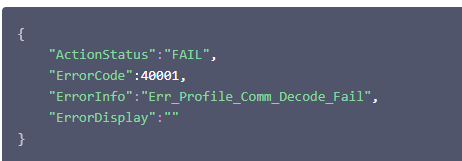 {
    "ActionStatus":"FAIL",
    "ErrorCode":40001,
    "ErrorInfo":"Err_Profile_Comm_Decode_Fail",
    "ErrorDisplay":""
}